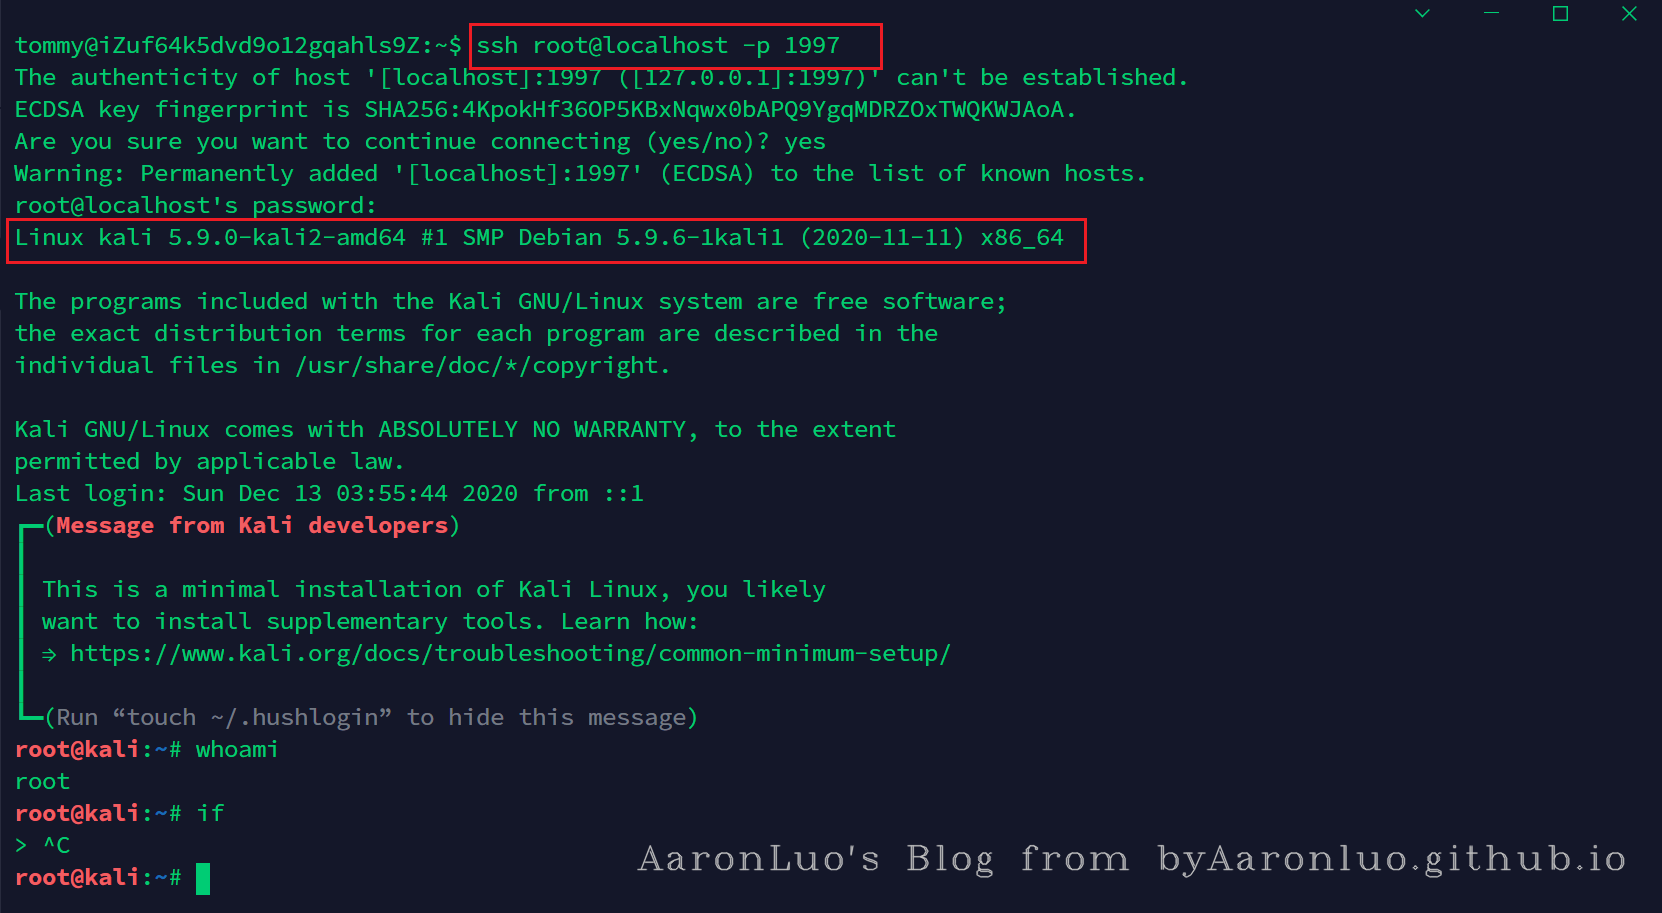 tommy@iZuf64k5dvd9o12gqahls9Z:~$ ssh root@localhost -p 1997
The authenticity of host '[localhost]:1997 ([127.0.0.1]:1997)' can't be established.
ECDSA key fingerprint is SHA256:4KpokHf36OP5KBxNqwx0bAPQ9YgqMDRZOxTWQKWJAoA.
Are you sure you want to continue connecting (yes/no)? yes
Warning: Permanently added '[localhost]:1997' (ECDSA) to the list of known hosts.
root@localhost's password:
Linux kali 5.9.0-kali2-amd64 #1 SMP Debian 5.9.6-1kali1 (2020-11-11) x86_64
The programs included with the Kali GNU/Linux system are free software;
the exact distribution terms for each program are described in the
individual files in /usr/share/doc/*/copyright.
Kali GNU/Linux comes with ABSOLUTELY NO WARRANTY, to the extent
permitted by applicable law.
Last login: Sun Dec 13 03:55:44 2020 from ::1
(Message from Kali developers)
This is a minimal installation of Kali Linux, you likely
want to install supplementary tools. Learn how:
⇒ https://www.kali.org/docs/troubleshooting/common-minimum-setup/
(Run “touch ~/.hushlogin” to hide this message)
root@kali:~# whoami
root
root@kali:~# if
> ^C
root@kali:~#
AaronLuo's Blog from byAaronluo.github.io